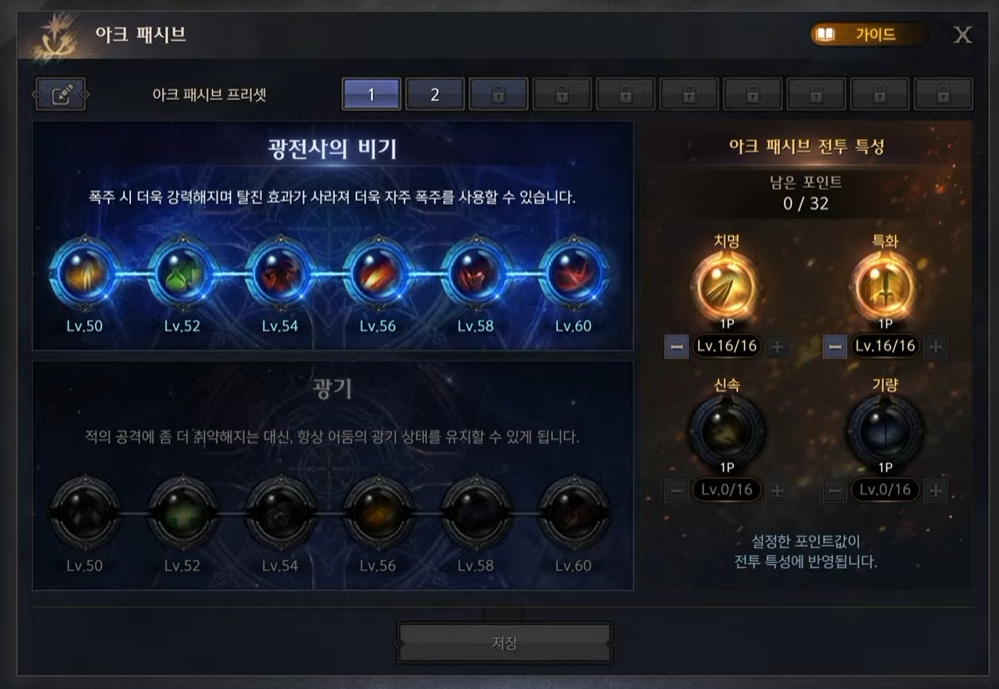 아크 패시브
가이드
X
아크 패시브 프리셋
1 2
광전사의 비기
폭주 시 더욱 강력해지며 탈진 효과가 사라져 더욱 자주 폭주를 사용할 수 있습니다.
Lv.50 Lv.52 Lv.54 Lv.56 Lv.58 Lv.60
광기
적의 공격에 좀 더 취약해지는 대신, 항상 어둠의 광기 상태를 유지할 수 있게 됩니다.
Lv.50 Lv.52 Lv.54 Lv.56 Lv.58 Lv.60
아크 패시브 전투 특성
남은 포인트
0 / 32
치명 특화
1P 1P
Lv.16/16 Lv.16/16
신속 기량
1P 1P
Lv.0/16 Lv.0/16
설정한 포인트값이
전투 특성에 반영됩니다.
저장